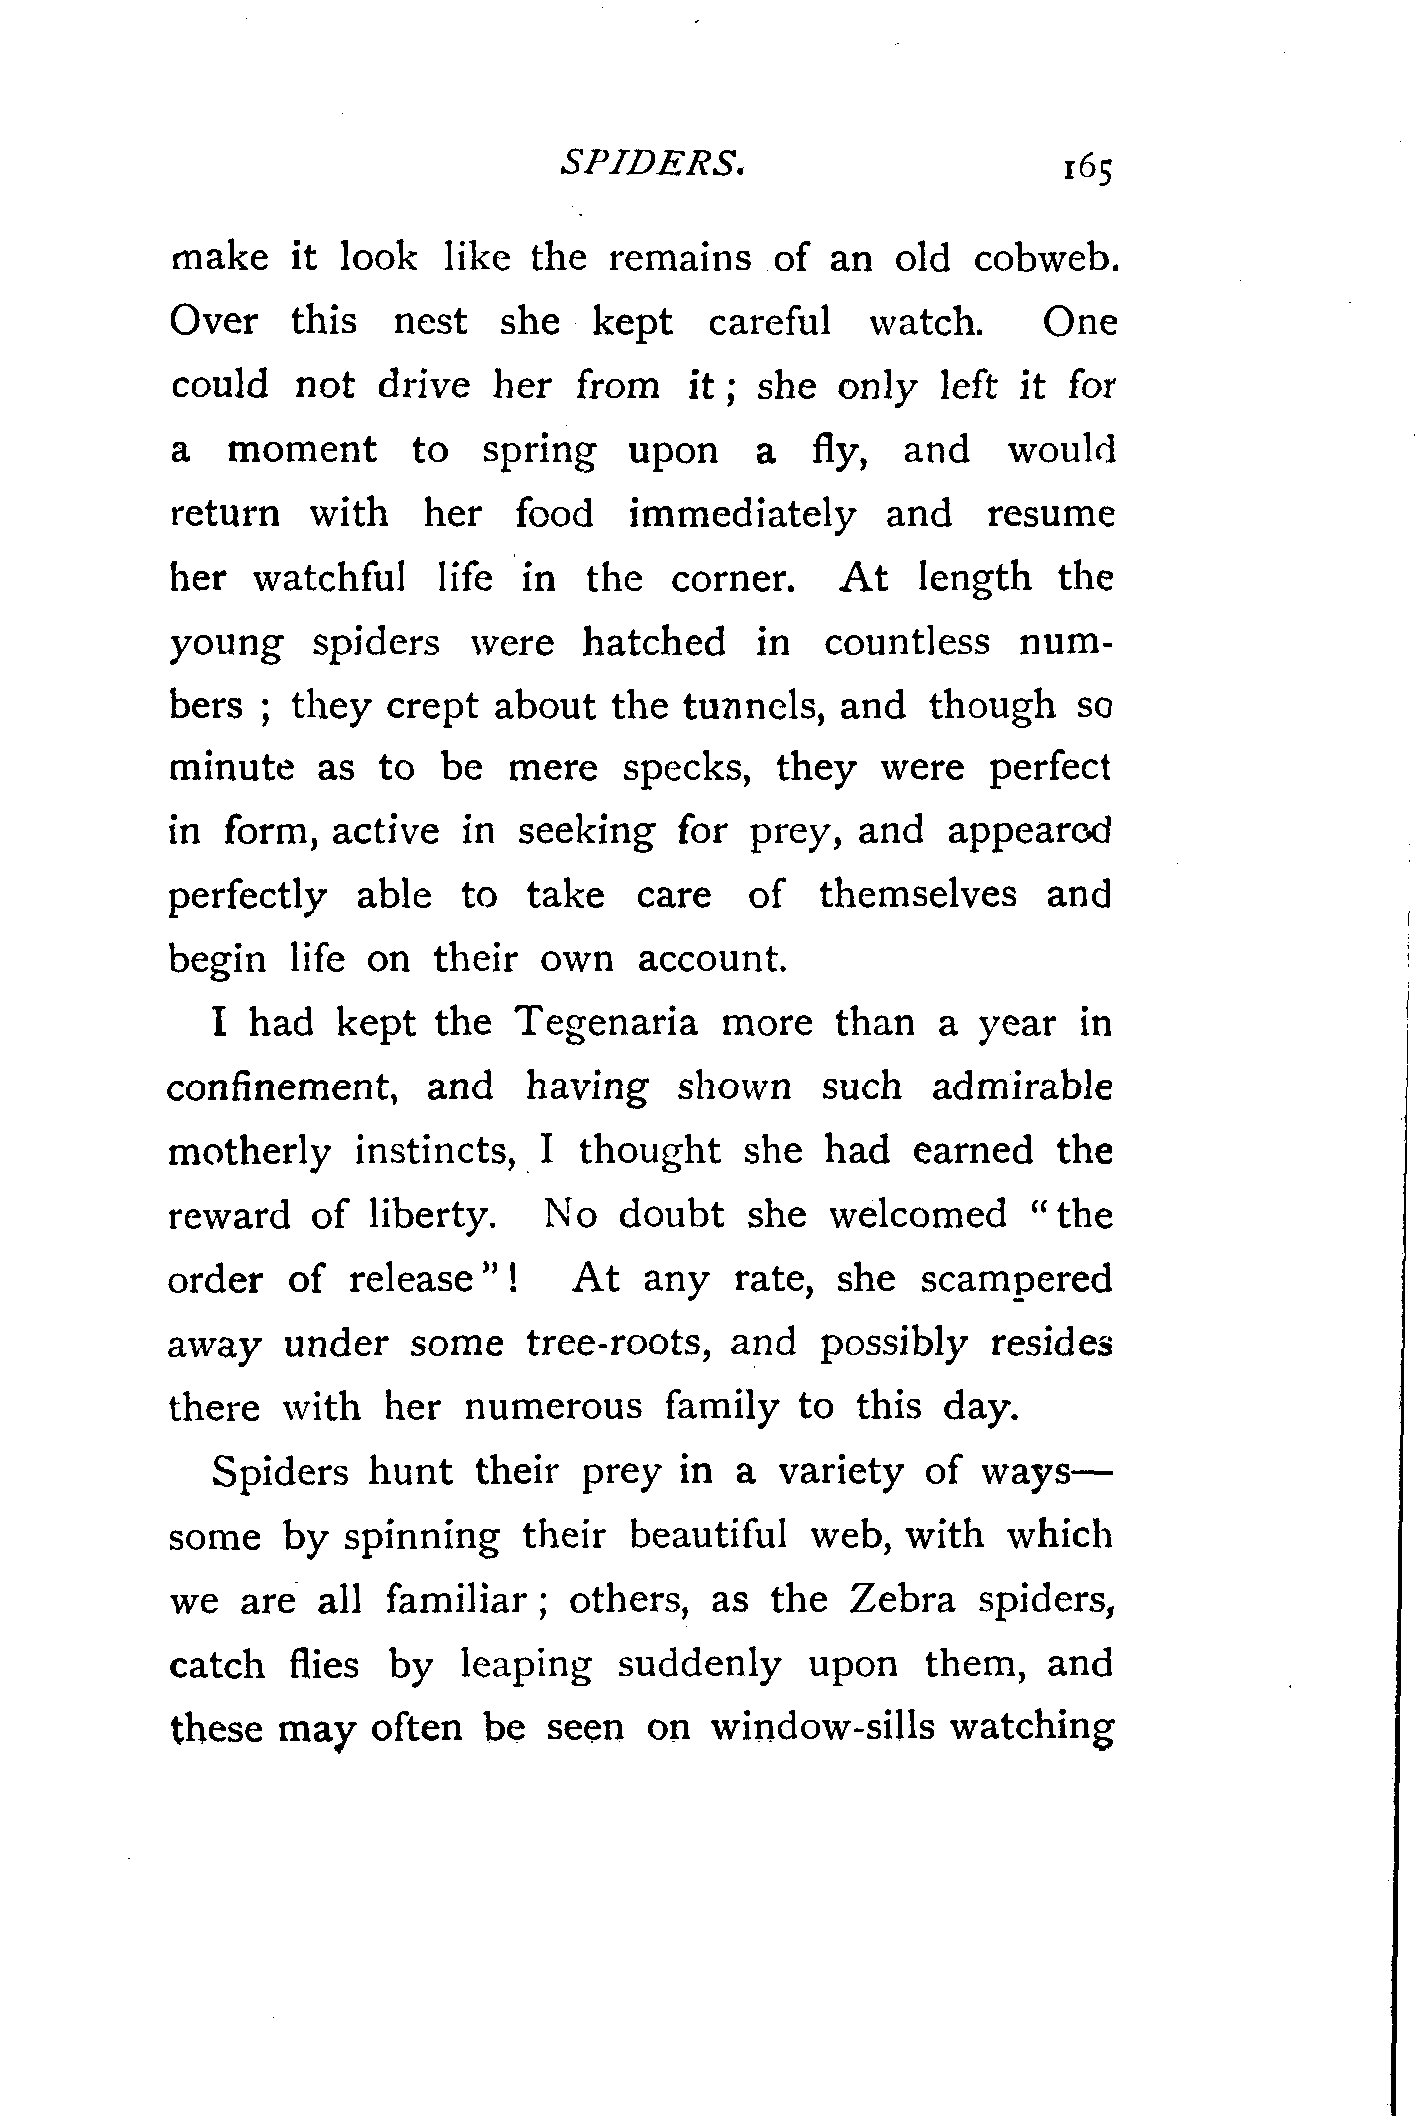 SPIDERS. 165
make it look like the remains of an old cobweb.
Over this nest she kept careful watch. One
could not drive her from it ; she only left it for
a moment to spring upon a fly, and would
return with her food immediately and resume
her watchful life in the corner. At length the
young spiders were hatched in countless num-
bers ; they crept about the tunnels, and though so
minute as to be mere specks, they were perfect
in form, active in seeking for prey, and appeared
perfectly able to take care of themselves and
begin life on their own account.
I had kept the Tegenaria more than a year in
confinement, and having shown such admirable
motherly instincts, I thought she had earned the
reward of liberty. No doubt she welcomed “ the
order of release ” ! At any rate, she scampered
away under some tree-roots, and possibly resides
there with her numerous family to this day.
Spiders hunt their prey in a variety of ways—
some by spinning their beautiful web, with which
we are all familiar ; others, as the Zebra spiders,
catch flies by leaping suddenly upon them, and
these may often be seen on window-sills watching